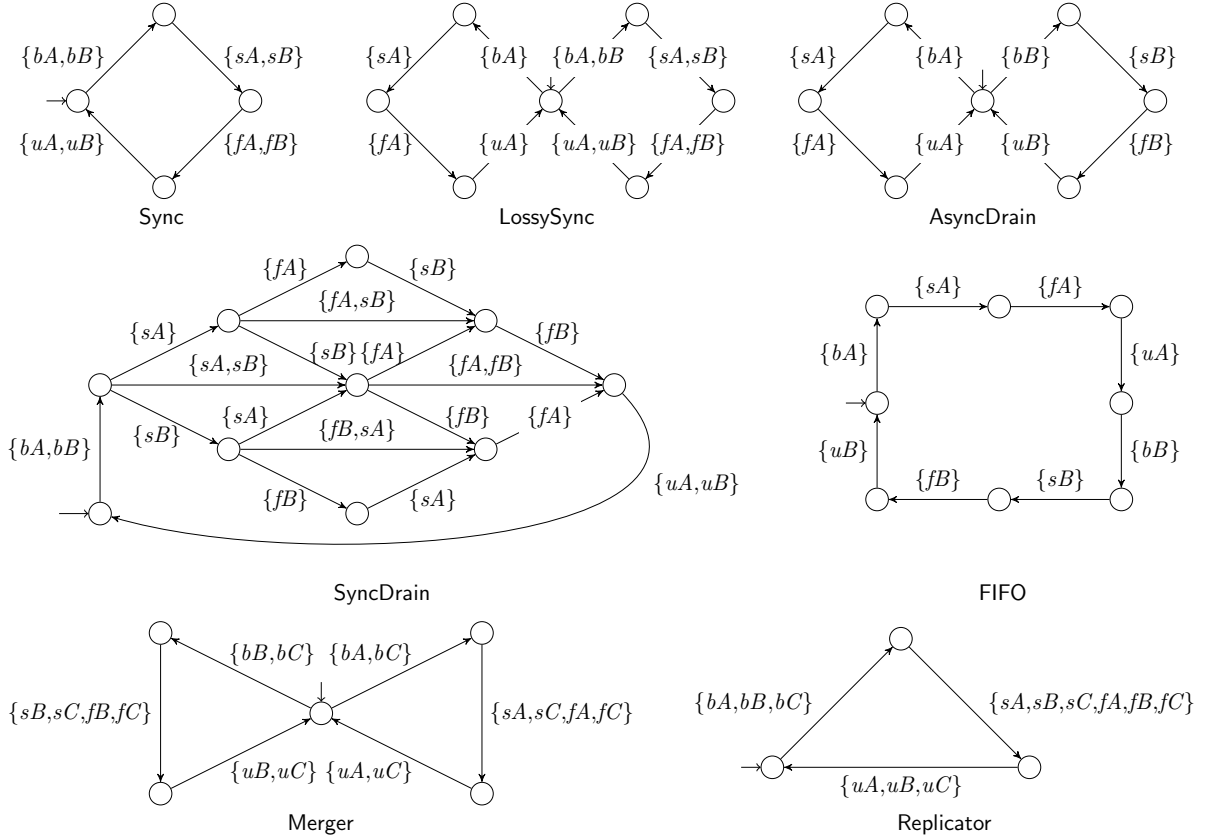 {bA,bB} {sA,sB}
{uA,uB} {fA,fB}
Sync
{sA} {bA} {bA,bB {sA,sB}
{fA} {uA} {uA,uB} {fA,fB}
LossySync
{sA} {bA} {bB} {sB}
{fA} {uA} {uB} {fB}
AsyncDrain
{fA} {sB}
{fA,sB}
{sA} {sB} {fA} {fB}
{sA,sB} {fA,fB}
{sB} {sA} {fB} {fA}
{fB,sA}
{bA,bB}
{fB} {sA} {uA,uB}
SyncDrain
{sA} {fA}
{bA} {uA}
{uB} {bB}
{fB} {sB}
FIFO
{bB,bC} {bA,bC}
{sB,sC,fB,fC} {sA,sC,fA,fC}
{uB,uC} {uA,uC}
Merger
{bA,bB,bC} {sA,sB,sC,fA,fB,fC}
{uA,uB,uC}
Replicator